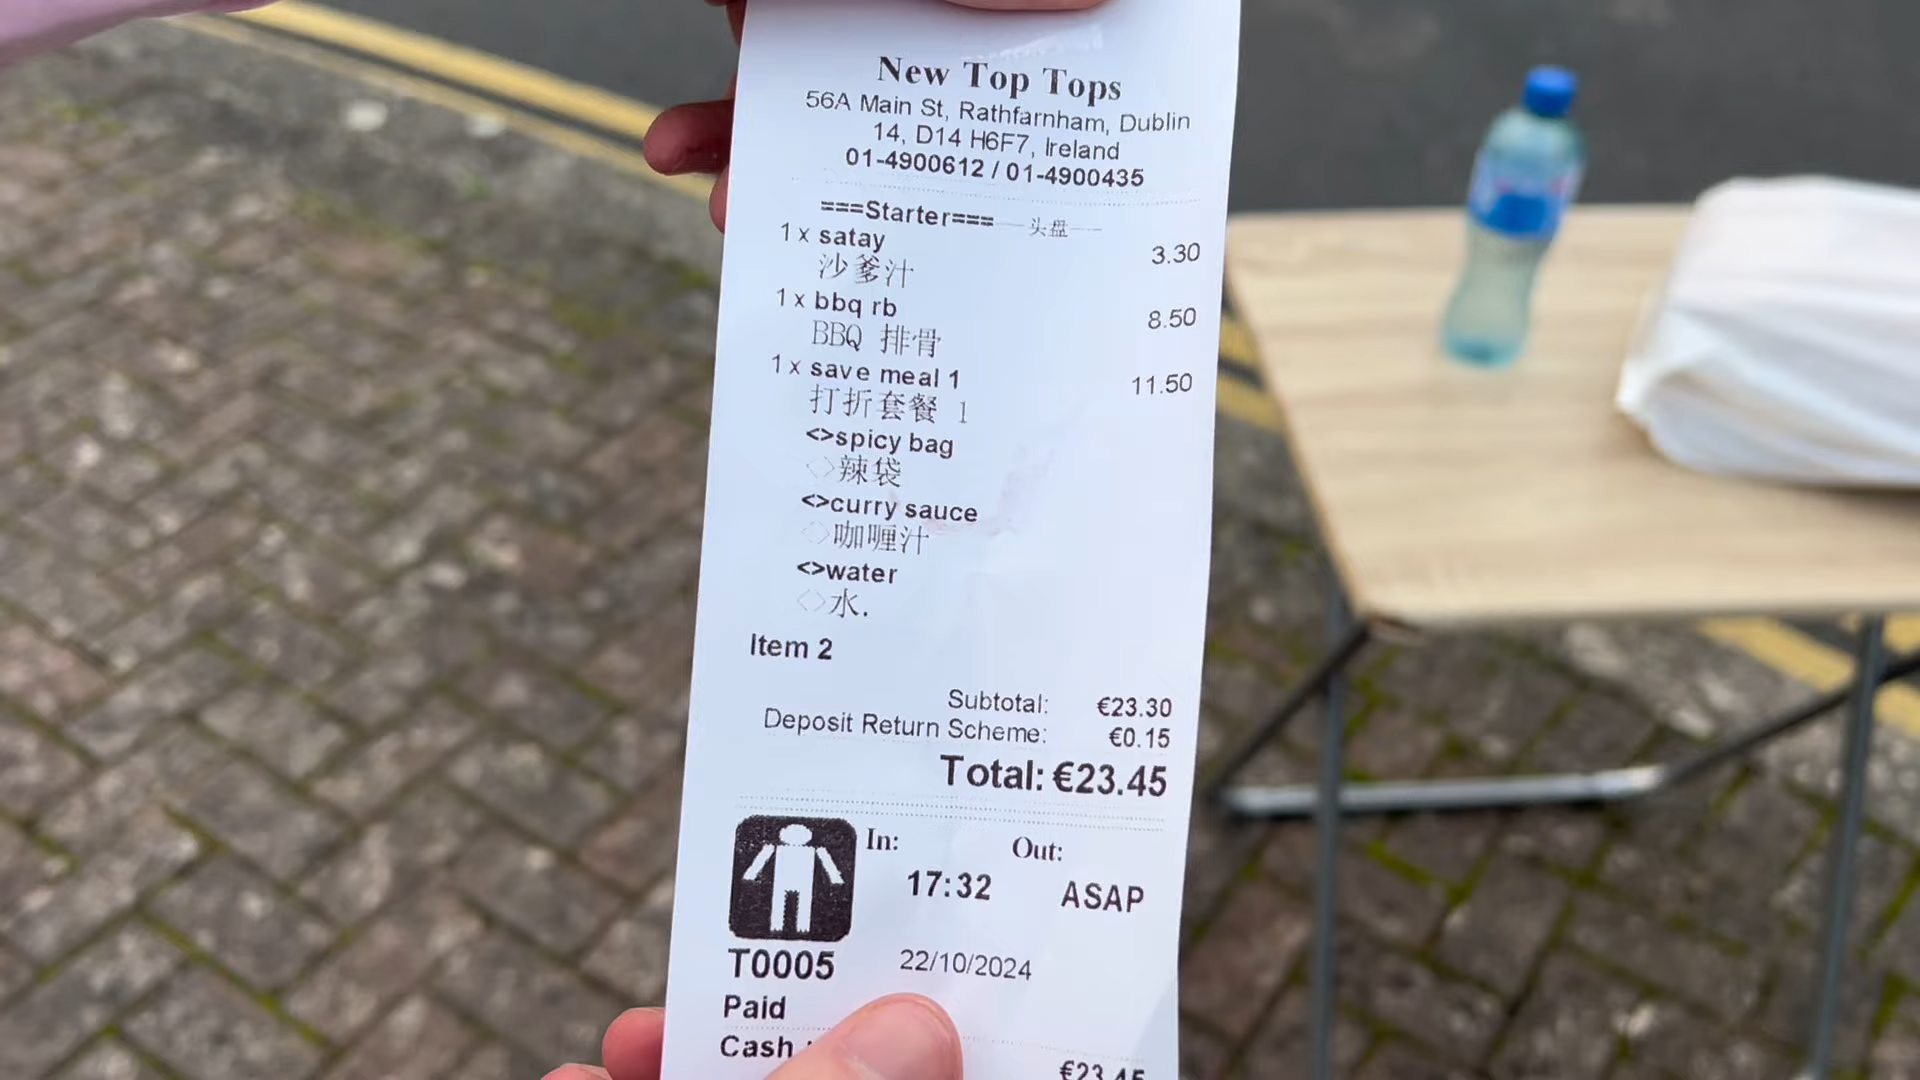 New Top Tops
56A Main St, Rathfarnham, Dublin
14, D14 H6F7, Ireland
01-4900612 / 01-4900435
===Starter=== 头盘
1 x satay 3.30
沙爹汁
1 x bbq rb 8.50
BBQ 排骨
1 x save meal 1 11.50
打折套餐 1
<>spicy bag
<>辣袋
<>curry sauce
<>咖喱汁
<>water
<>水.
Item 2
Subtotal: €23.30
Deposit Return Scheme: €0.15
Total: €23.45
In: Out:
17:32 ASAP
T0005 22/10/2024
Paid
Cash €23.45